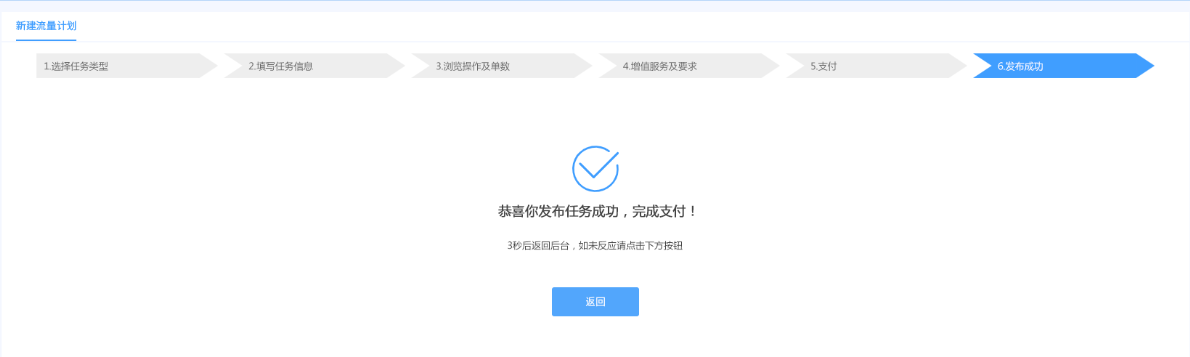 新建流量计划
1.选择任务类型
2.填写任务信息
3.浏览操作及单数
4.增值服务及要求
5.支付
6.发布成功
恭喜你发布任务成功，完成支付！
3秒后返回后台，如未反应请点击下方按钮
返回